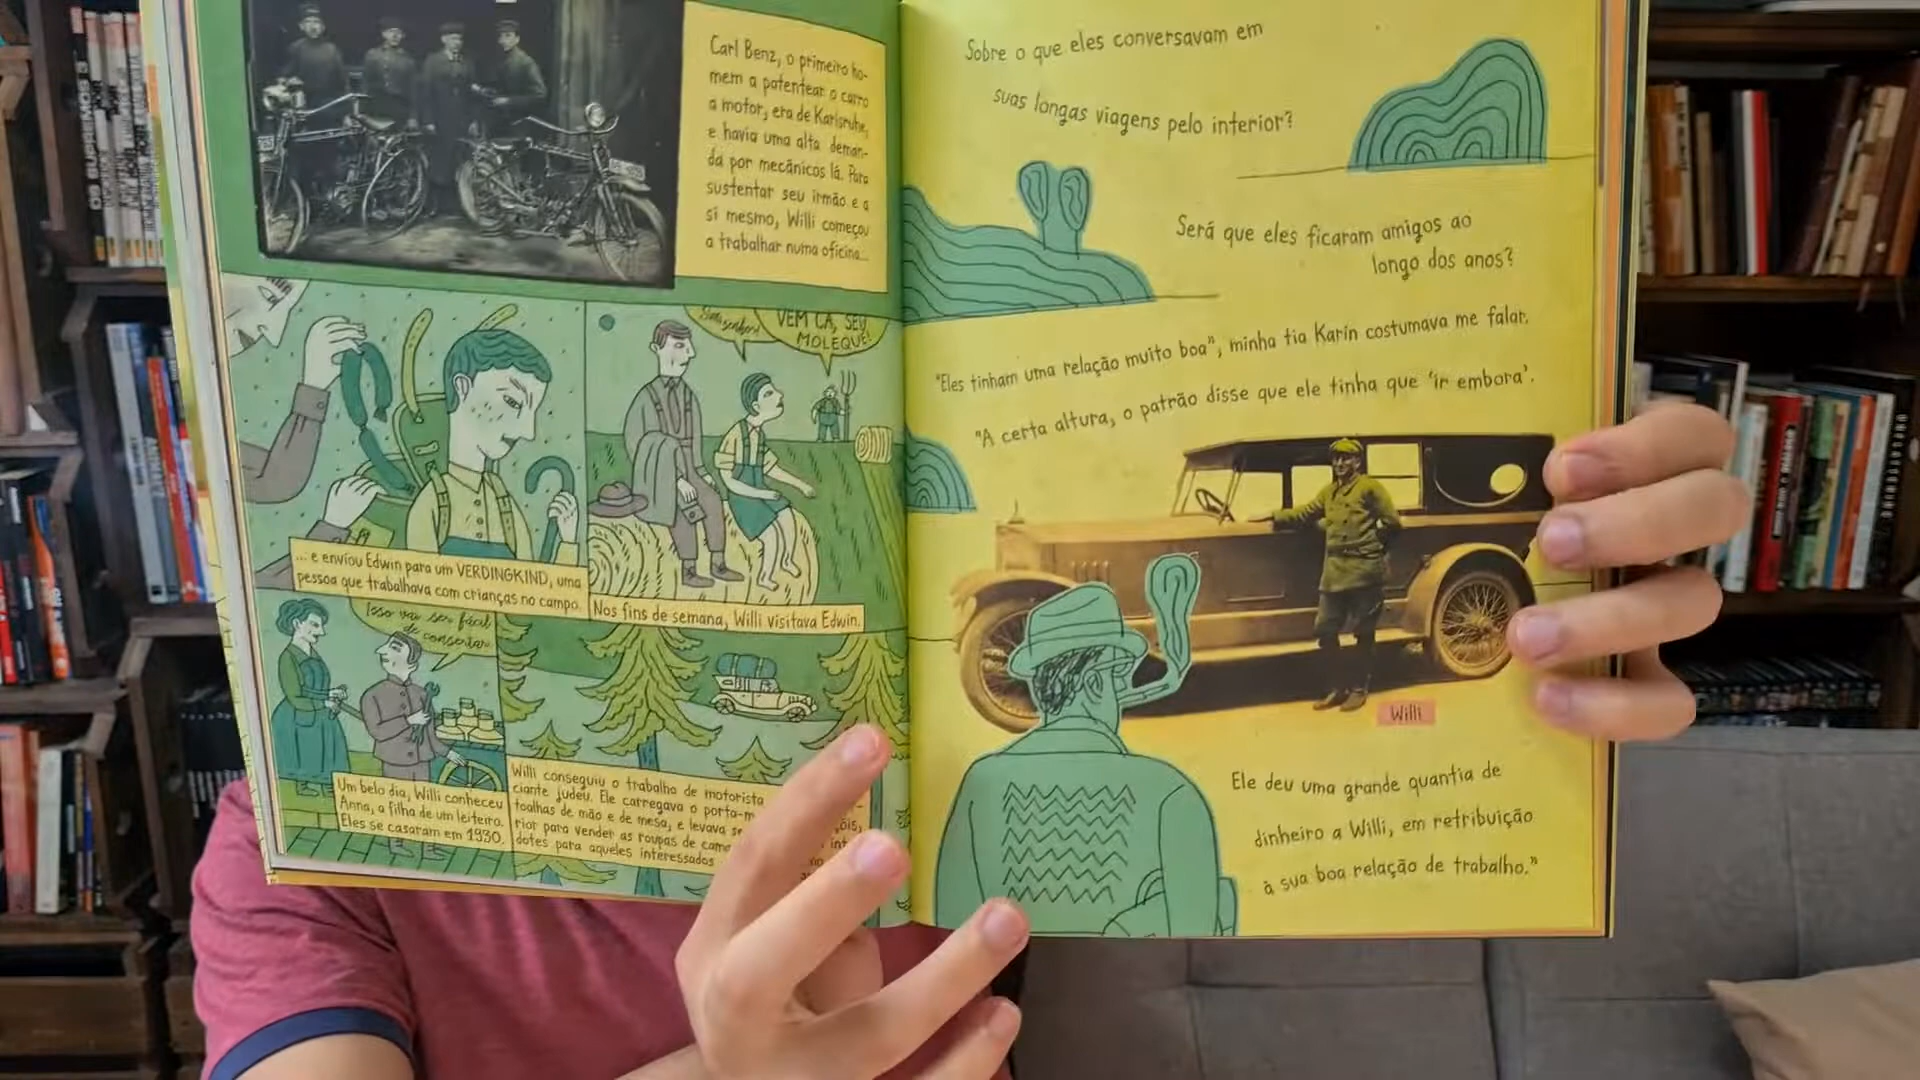 Carl Benz, o primeiro ho-
mem a patentear o carro
a motor, era de Karlsruhe,
e havia uma alta deman-
da por mecânicos lá. Para
sustentar seu irmão e a
si mesmo, Willi começou
a trabalhar numa oficina...
Sim, senhor!
VEM CÁ, SEU
MOLEQUE!
... e enviou Edwin para um VERDINGKIND, uma
pessoa que trabalhava com crianças no campo.
Nos fins de semana, Willi visitava Edwin.
Isso vai ser fácil
de consertar.
Um belo dia, Willi conheceu
Anna, a filha de um leiteiro.
Eles se casaram em 1930.
Willi conseguiu o trabalho de motorista
ciante judeu. Ele carregava o porta-m
toalhas de mão e de mesa, e levava se
rior para vender as roupas de came
dotes para aqueles interessados
Sobre o que eles conversavam em
suas longas viagens pelo interior?
Será que eles ficaram amigos ao
longo dos anos?
"Eles tinham uma relação muito boa", minha tia Karin costumava me falar.
"A certa altura, o patrão disse que ele tinha que 'ir embora'.
Willi
Ele deu uma grande quantia de
dinheiro a Willi, em retribuição
à sua boa relação de trabalho."